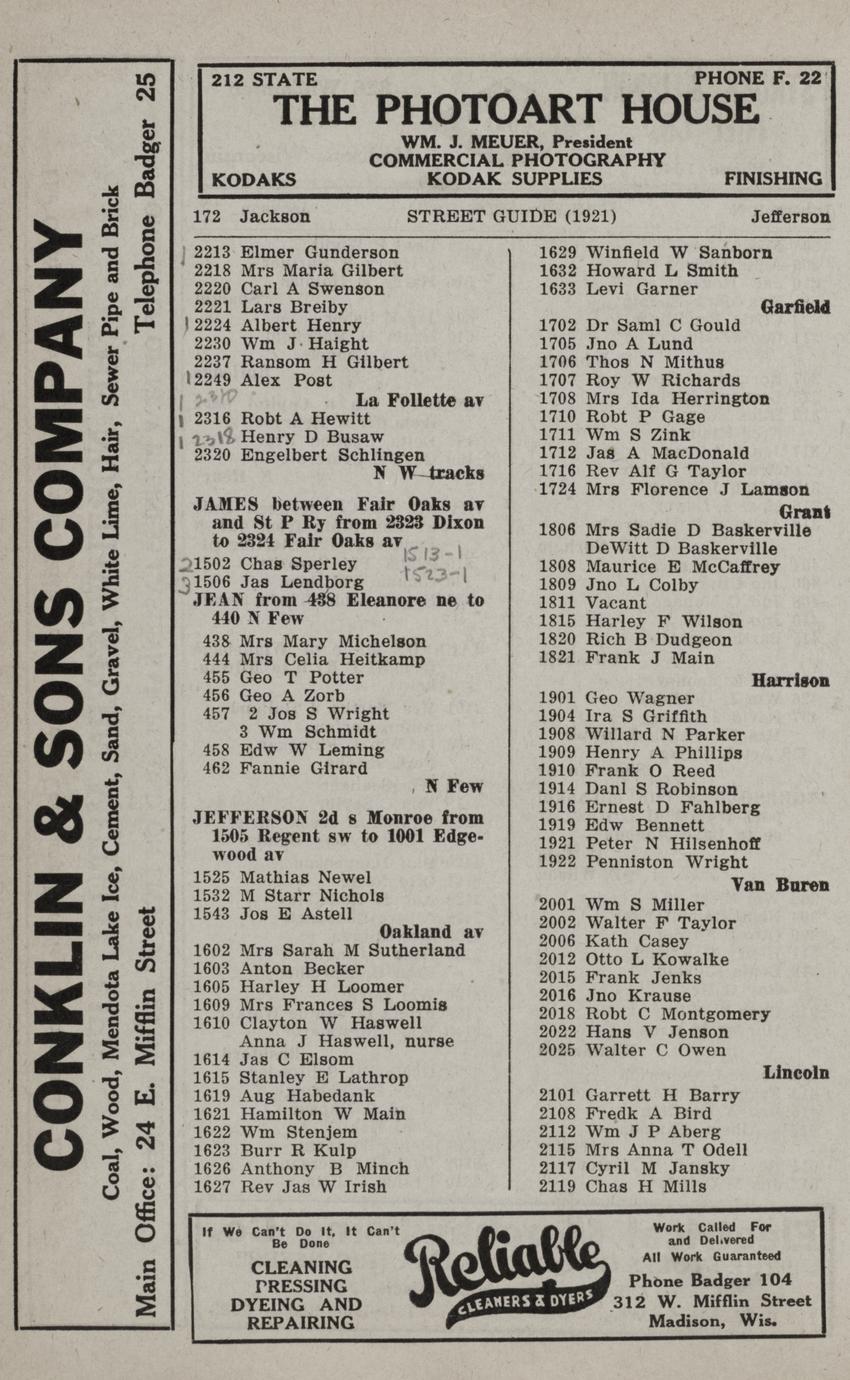 CONKLIN & SONS COMPANY
Coal, Wood, Mendota Lake Ice, Cement, Sand, Gravel, White Lime, Hair, Sewer Pipe and Brick
Main Office: 24 E. Mifflin Street Telephone Badger 25
212 STATE PHONE F. 22
THE PHOTOART HOUSE
WM. J. MEUER, President
COMMERCIAL PHOTOGRAPHY
KODAKS KODAK SUPPLIES FINISHING
172 Jackson STREET GUIDE (1921) Jefferson
2213 Elmer Gunderson
2218 Mrs Maria Gilbert
2220 Carl A Swenson
2221 Lars Breiby
2224 Albert Henry
2230 Wm J Haight
2237 Ransom H Gilbert
2249 Alex Post
La Follette av
2316 Robt A Hewitt
2318 Henry D Busaw
2320 Engelbert Schlingen
N W tracks
JAMES between Fair Oaks av
and St P Ry from 2323 Dixon
to 2324 Fair Oaks av
1513-1
2 1502 Chas Sperley
1523-1
3 1506 Jas Lendborg
JEAN from 438 Eleanore ne to
440 N Few
438 Mrs Mary Michelson
444 Mrs Celia Heitkamp
455 Geo T Potter
456 Geo A Zorb
457 2 Jos S Wright
3 Wm Schmidt
458 Edw W Leming
462 Fannie Girard
N Few
JEFFERSON 2d s Monroe from
1505 Regent sw to 1001 Edge-
wood av
1525 Mathias Newel
1532 M Starr Nichols
1543 Jos E Astell
Oakland av
1602 Mrs Sarah M Sutherland
1603 Anton Becker
1605 Harley H Loomer
1609 Mrs Frances S Loomis
1610 Clayton W Haswell
Anna J Haswell, nurse
1614 Jas C Elsom
1615 Stanley E Lathrop
1619 Aug Habedank
1621 Hamilton W Main
1622 Wm Stenjem
1623 Burr R Kulp
1626 Anthony B Minch
1627 Rev Jas W Irish
1629 Winfield W Sanborn
1632 Howard L Smith
1633 Levi Garner
Garfield
1702 Dr Saml C Gould
1705 Jno A Lund
1706 Thos N Mithus
1707 Roy W Richards
1708 Mrs Ida Herrington
1710 Robt P Gage
1711 Wm S Zink
1712 Jas A MacDonald
1716 Rev Alf G Taylor
1724 Mrs Florence J Lamson
Grant
1806 Mrs Sadie D Baskerville
DeWitt D Baskerville
1808 Maurice E McCaffrey
1809 Jno L Colby
1811 Vacant
1815 Harley F Wilson
1820 Rich B Dudgeon
1821 Frank J Main
Harrison
1901 Geo Wagner
1904 Ira S Griffith
1908 Willard N Parker
1909 Henry A Phillips
1910 Frank O Reed
1914 Danl S Robinson
1916 Ernest D Fahlberg
1919 Edw Bennett
1921 Peter N Hilsenhoff
1922 Penniston Wright
Van Buren
2001 Wm S Miller
2002 Walter F Taylor
2006 Kath Casey
2012 Otto L Kowalke
2015 Frank Jenks
2016 Jno Krause
2018 Robt C Montgomery
2022 Hans V Jenson
2025 Walter C Owen
Lincoln
2101 Garrett H Barry
2108 Fredk A Bird
2112 Wm J P Aberg
2115 Mrs Anna T Odell
2117 Cyril M Jansky
2119 Chas H Mills
If We Can't Do It, It Can't
Be Done
CLEANING
PRESSING
DYEING AND
REPAIRING
Reliable
CLEANERS & DYERS
Work Called For
and Delivered
All Work Guaranteed
Phone Badger 104
312 W. Mifflin Street
Madison, Wis.